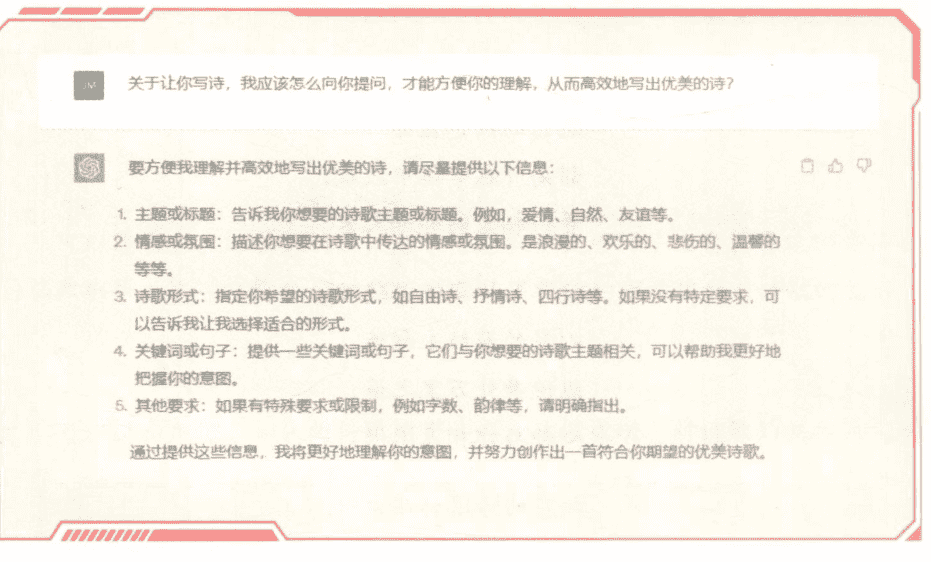 关于让你写诗，我应该怎么向你提问，才能方便你的理解，从而高效地写出优美的诗？
要方便我理解并高效地写出优美的诗，请尽量提供以下信息：
1. 主题或标题：告诉我你想要的诗歌主题或标题。例如，爱情、自然、友谊等。
2. 情感或氛围：描述你想要在诗歌中传达的情感或氛围。是浪漫的、欢乐的、悲伤的、温馨的
等等。
3. 诗歌形式：指定你希望的诗歌形式，如自由诗、抒情诗、四行诗等。如果没有特定要求，可
以告诉我让我选择适合的形式。
4. 关键词或句子：提供一些关键词或句子，它们与你想要的诗歌主题相关，可以帮助我更好地
把握你的意图。
5. 其他要求：如果有特殊要求或限制，例如字数、韵律等，请明确指出。
通过提供这些信息，我将更好地理解你的意图，并努力创作出一首符合你期望的优美诗歌。